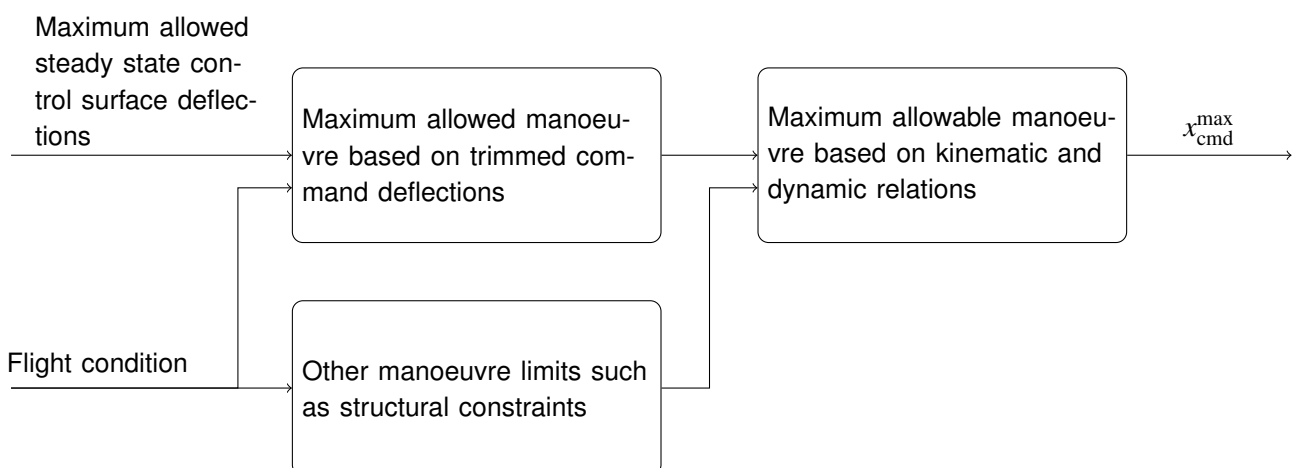 Maximum allowed
steady state con-
trol surface deflec-
tions
Maximum allowed manoeu-
vre based on trimmed com-
mand deflections
Maximum allowable manoeu-
vre based on kinematic and
dynamic relations
x_cmd^max
Flight condition
Other manoeuvre limits such
as structural constraints